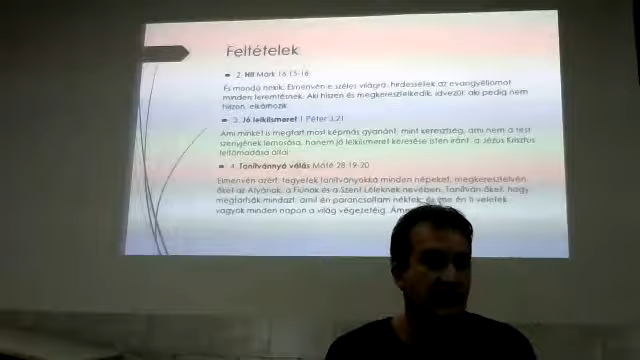 Feltételek
2. Hit Márk 16,15-16
És mondá nékik: Elmenvén e széles világra, hirdessétek az evangyéliomot
minden teremtésnek. Aki hiszen és megkeresztelkedik, idvezül; aki pedig nem
hiszen, elkárhozik.
3. Jó lelkiismeret 1 Péter 3,21
Ami minket is megtart most képmás gyanánt, mint keresztség, ami nem a test
szenyjének lemosása, hanem jó lelkiismeret keresése Isten iránt, a Jézus Krisztus
feltámadása által
4. Tanítvánnyá válás Máté 28,19-20
Elmenvén azért, tegyetek tanítványokká minden népeket, megkeresztelvén
őket az Atyának, a Fiúnak és a Szent Léleknek nevében, Tanítván őket, hogy
megtartsák mindazt, amit én parancsoltam néktek: és íme én ti veletek
vagyok minden napon a világ végezetéig.